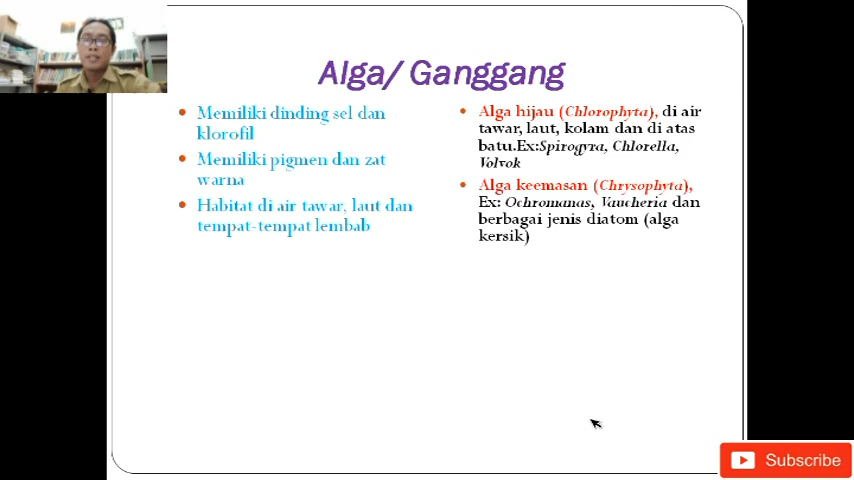 Alga/ Ganggang
Memiliki dinding sel dan
klorofil
Memiliki pigmen dan zat
warna
Habitat di air tawar, laut dan
tempat-tempat lembab
Alga hijau (Chlorophyta), di air
tawar, laut, kolam dan di atas
batu.Ex:Spirogyra, Chlorella,
Volvok
Alga keemasan (Chrysophyta),
Ex: Ochromanas, Vaucheria dan
berbagai jenis diatom (alga
kersik)
Subscribe